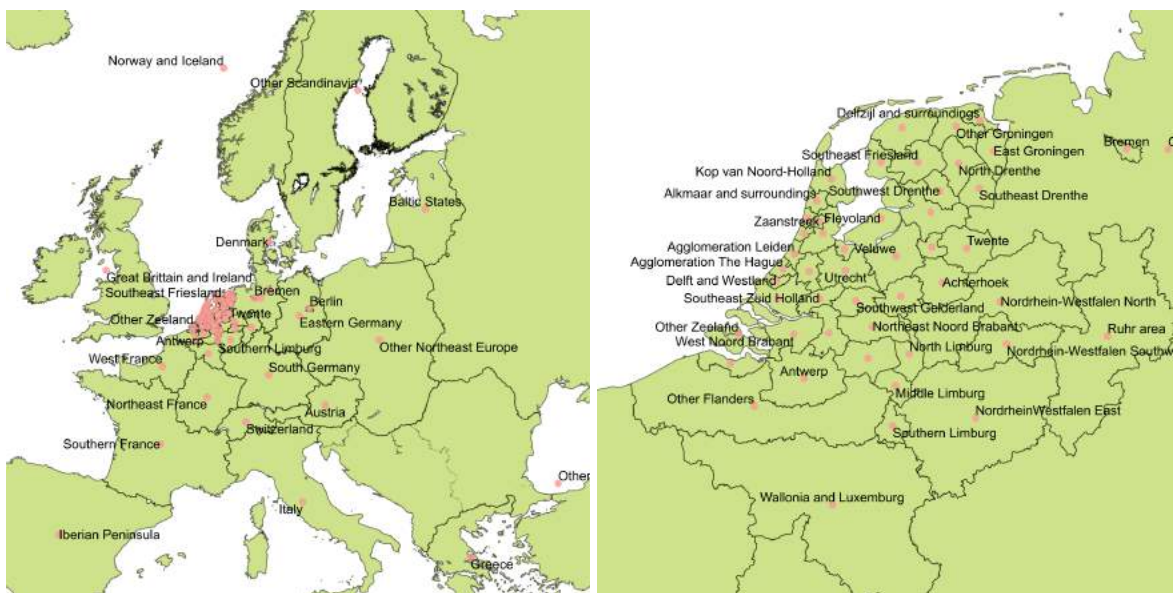 Norway and Iceland
Other Scandinavia
Baltic States
Denmark
Great Brittain and Ireland
Southeast Friesland
Bremen
Berlin
Other Zeeland
Twente
Eastern Germany
Antwerp
Southern Limburg
Other Northeast Europe
West France
South Germany
Northeast France
Austria
Switzerland
Southern France
Other
Italy
Iberian Peninsula
Greece
Delfzijl and surroundings
Other Groningen
East Groningen
Bremen
Southeast Friesland
North Drenthe
Kop van Noord-Holland
Alkmaar and surroundings
Southwest Drenthe
Southeast Drenthe
Zaanstreek
Flevoland
Agglomeration Leiden
Veluwe
Twente
Agglomeration The Hague
Delft and Westland
Utrecht
Achterhoek
Southeast Zuid Holland
Southwest Gelderland
Nordrhein-Westfalen North
Other Zeeland
Northeast Noord Brabant
Ruhr area
West Noord Brabant
North Limburg
Nordrhein-Westfalen Southw
Antwerp
Middle Limburg
Other Flanders
NordrheinWestfalen East
Southern Limburg
Wallonia and Luxemburg